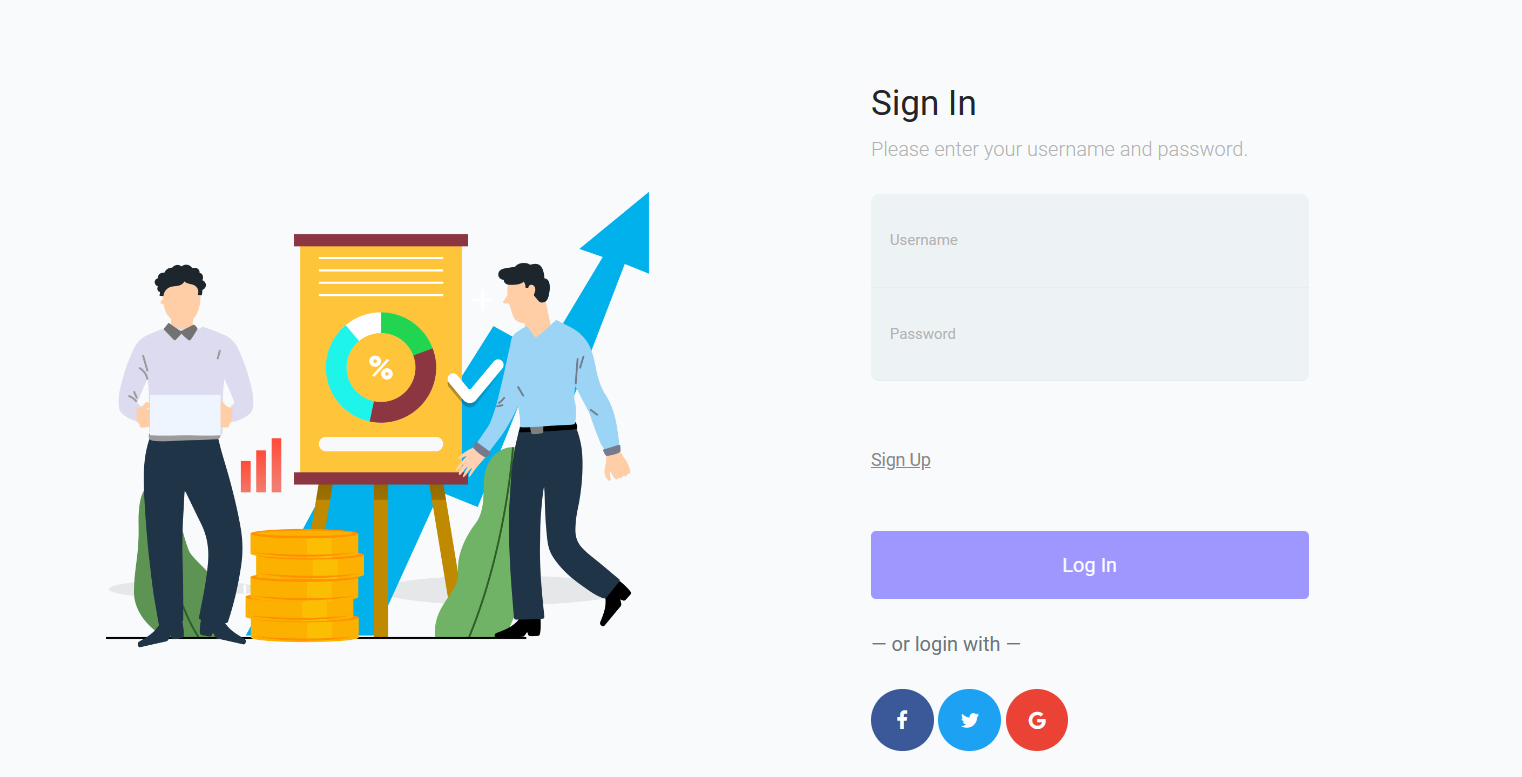 Sign In
Please enter your username and password.
Username
Password
Sign Up
Log In
— or login with —
%